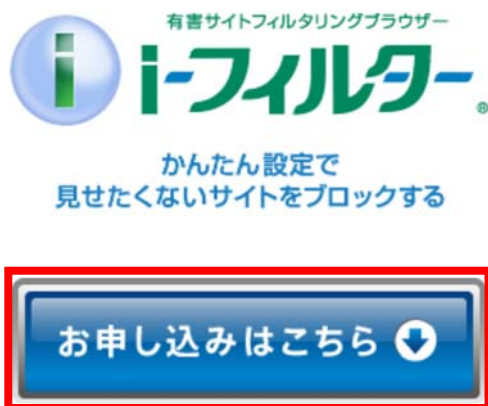 有害サイトフィルタリングブラウザー
i
i-フィルター®
かんたん設定で
見せたくないサイトをブロックする
お申し込みはこちら